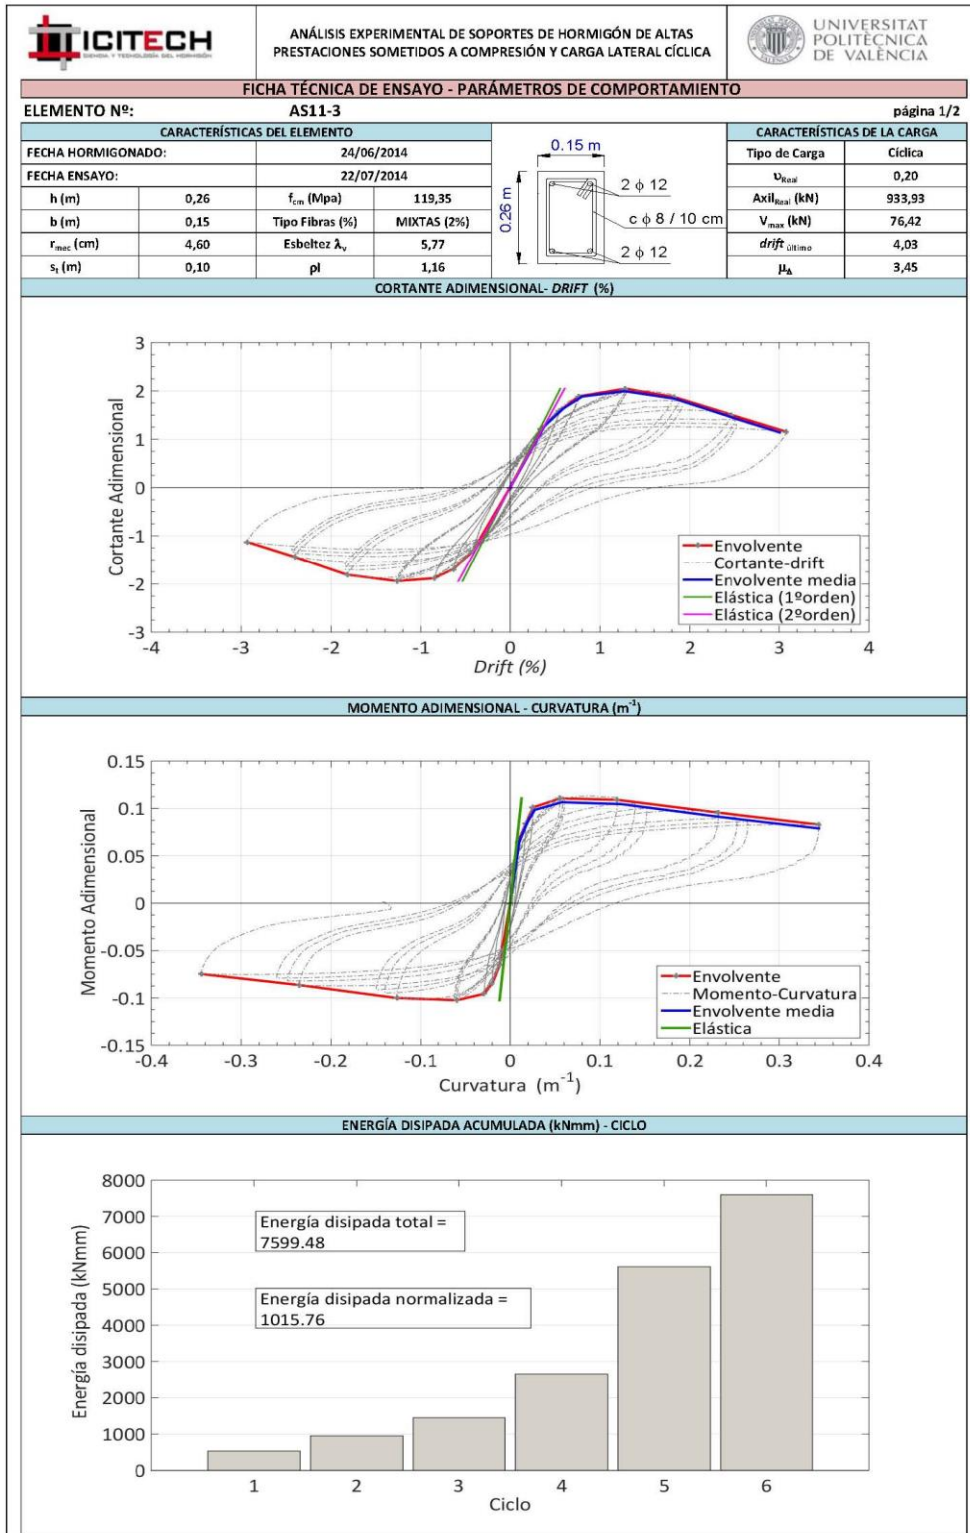 ICITECH
CIENCIA Y TECNOLOGÍA DEL HORMIGÓN
ANÁLISIS EXPERIMENTAL DE SOPORTES DE HORMIGÓN DE ALTAS
PRESTACIONES SOMETIDOS A COMPRESIÓN Y CARGA LATERAL CÍCLICA
UNIVERSITAT
POLITÈCNICA
DE VALÈNCIA
FICHA TÉCNICA DE ENSAYO - PARÁMETROS DE COMPORTAMIENTO
ELEMENTO Nº: AS11-3 página 1/2
CARACTERÍSTICAS DEL ELEMENTO
FECHA HORMIGONADO: 24/06/2014
FECHA ENSAYO: 22/07/2014
h (m) 0,26 fcm (Mpa) 119,35
b (m) 0,15 Tipo Fibras (%) MIXTAS (2%)
rmec (cm) 4,60 Esbeltez λv 5,77
st (m) 0,10 ρl 1,16
0.15 m
0.26 m
2 ϕ 12
c ϕ 8 / 10 cm
2 ϕ 12
CARACTERÍSTICAS DE LA CARGA
Tipo de Carga Cíclica
υReal 0,20
AxilReal (kN) 933,93
Vmax (kN) 76,42
drift último 4,03
μΔ 3,45
CORTANTE ADIMENSIONAL- DRIFT (%)
Cortante Adimensional
3
2
1
0
-1
-2
-3
-4 -3 -2 -1 0 1 2 3 4
Drift (%)
Envolvente
Cortante-drift
Envolvente media
Elástica (1ºorden)
Elástica (2ºorden)
MOMENTO ADIMENSIONAL - CURVATURA (m-1)
Momento Adimensional
0.15
0.1
0.05
0
-0.05
-0.1
-0.15
-0.4 -0.3 -0.2 -0.1 0 0.1 0.2 0.3 0.4
Curvatura (m-1)
Envolvente
Momento-Curvatura
Envolvente media
Elástica
ENERGÍA DISIPADA ACUMULADA (kNmm) - CICLO
Energía disipada (kNmm)
8000
7000
6000
5000
4000
3000
2000
1000
0
Energía disipada total =
7599.48
Energía disipada normalizada =
1015.76
1 2 3 4 5 6
Ciclo